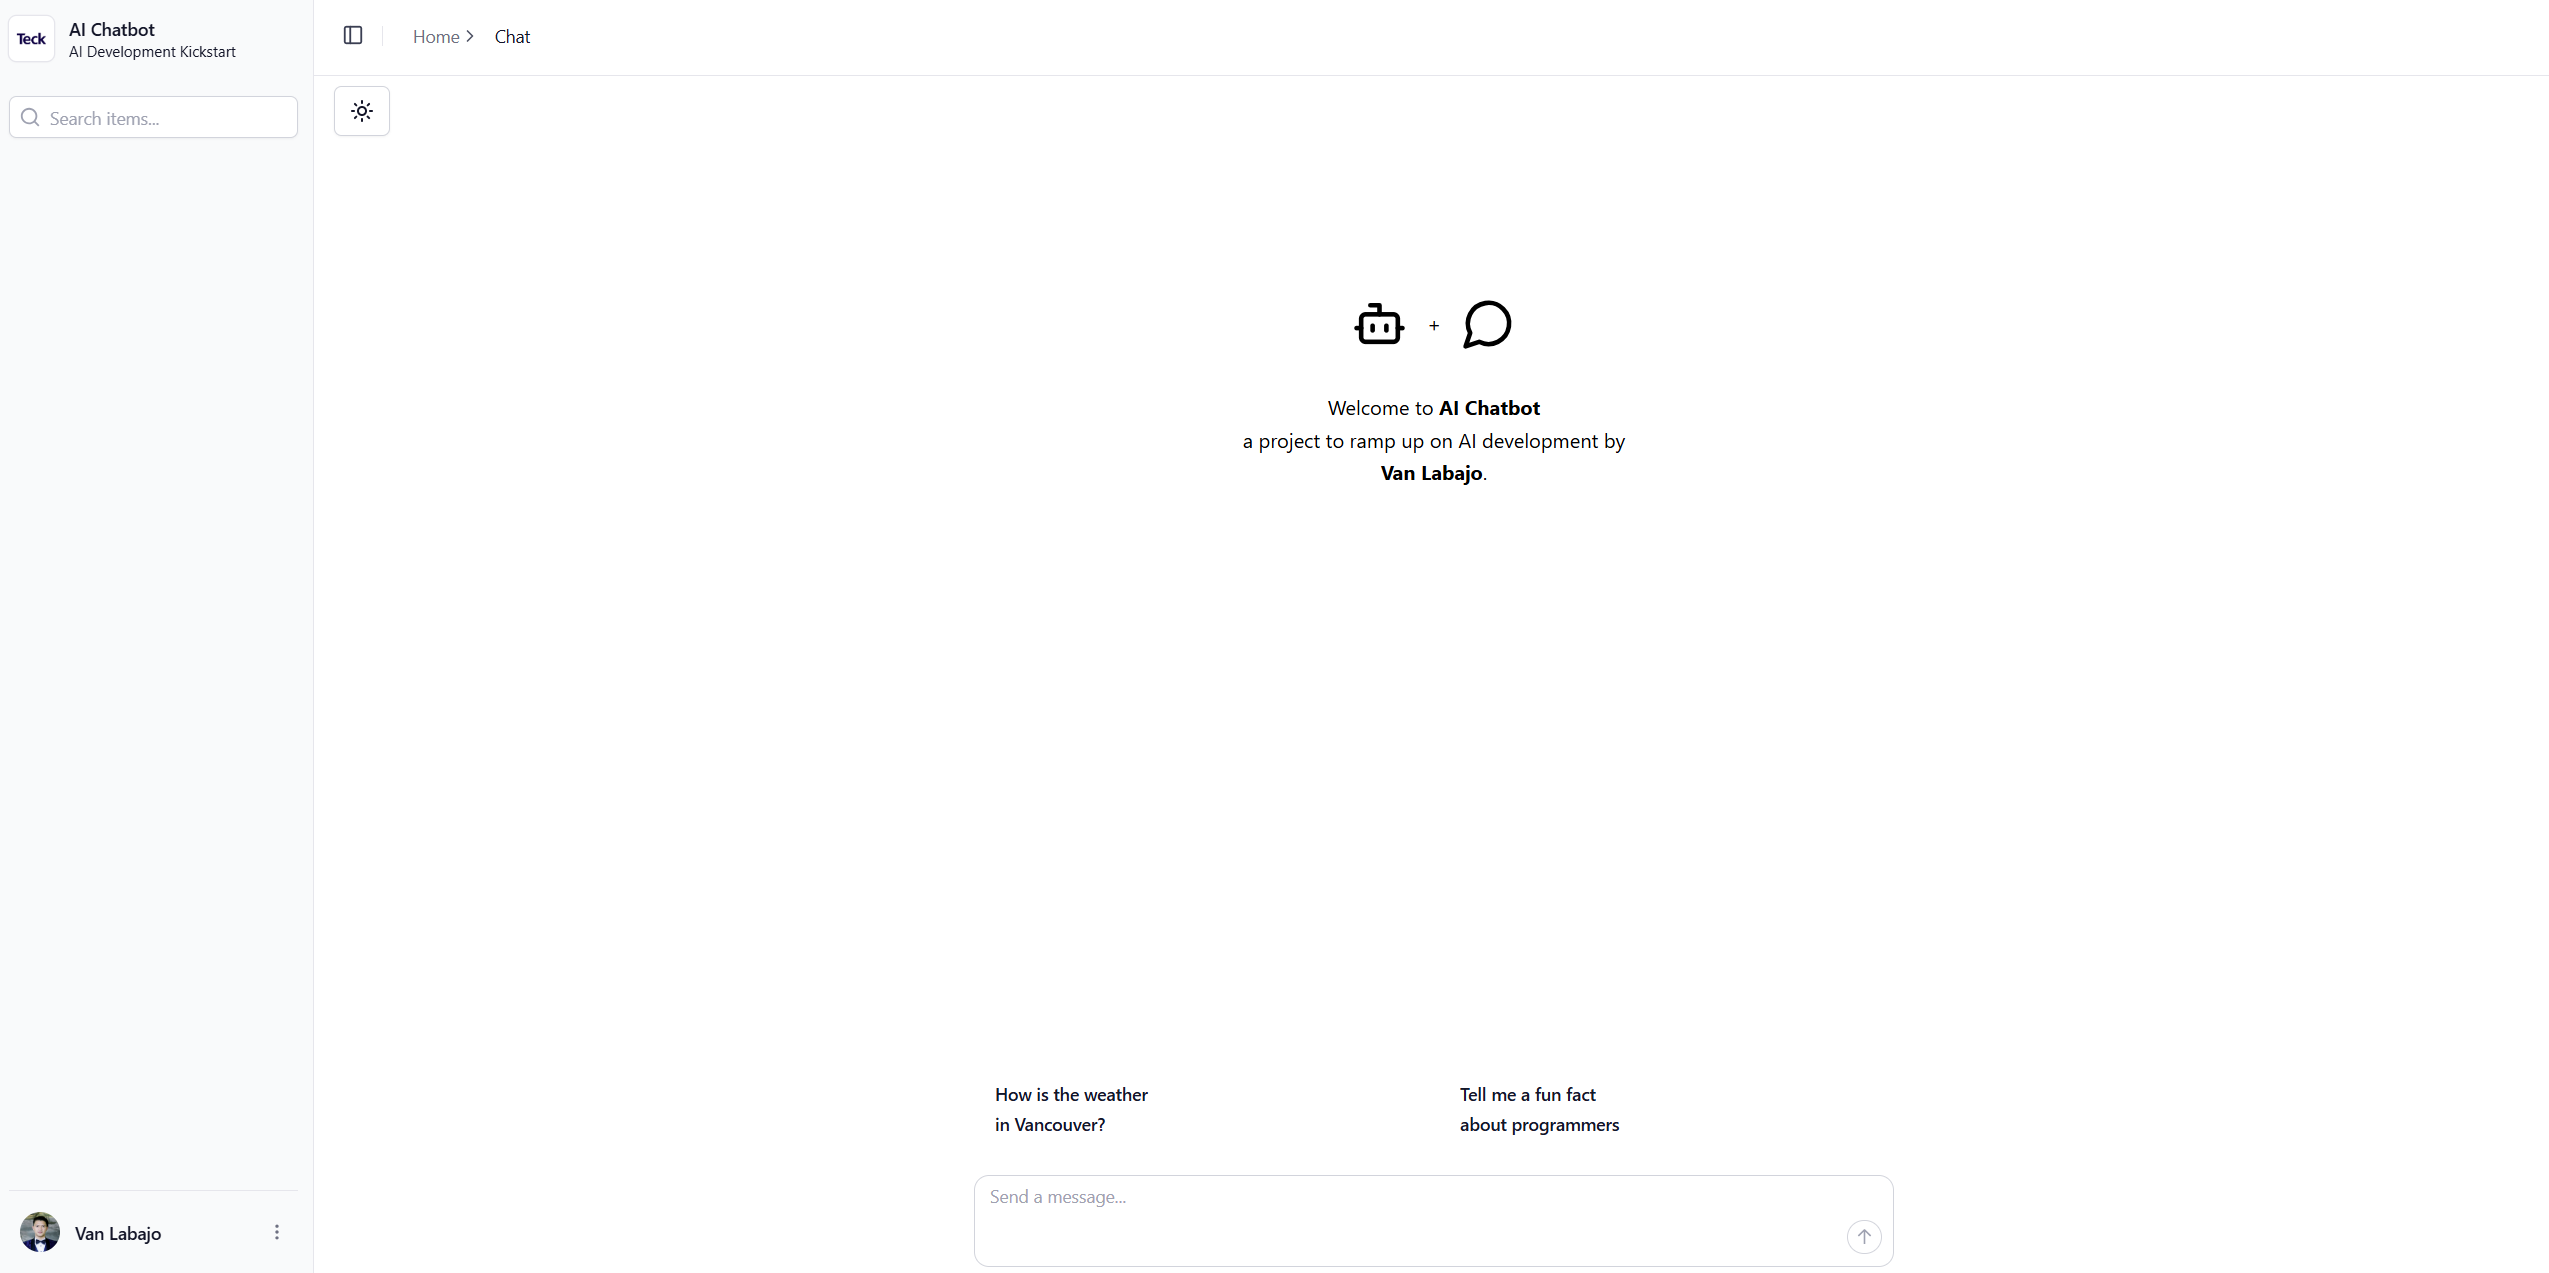 Teck
AI Chatbot
AI Development Kickstart
Search items...
Home
Chat
+
Welcome to AI Chatbot
a project to ramp up on AI development by
Van Labajo.
How is the weather
in Vancouver?
Tell me a fun fact
about programmers
Send a message...
Van Labajo